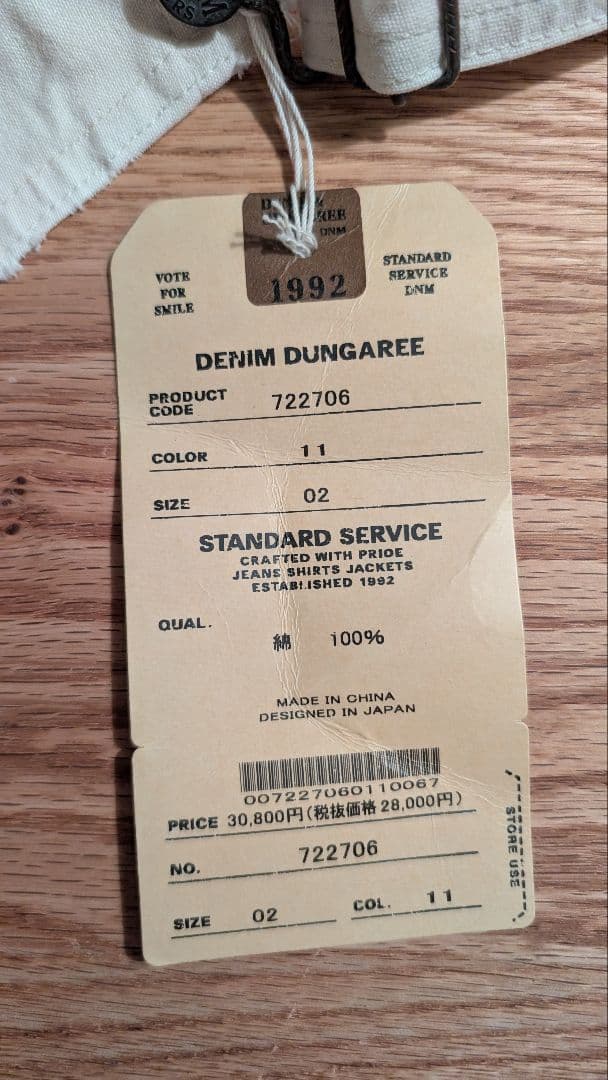 VOTE
FOR
SMILE
REE
DNM
1992
STANDARD
SERVICE
DNM
DENIM DUNGAREE
PRODUCT
CODE 722706
COLOR 11
SIZE 02
STANDARD SERVICE
CRAFTED WITH PRIDE
JEANS SHIRTS JACKETS
ESTABLISHED 1992
QUAL.
綿 100%
MADE IN CHINA
DESIGNED IN JAPAN
007227060110067
PRICE 30,800円(税抜価格 28,000円)
NO. 722706
SIZE 02 COL. 11
STORE USE